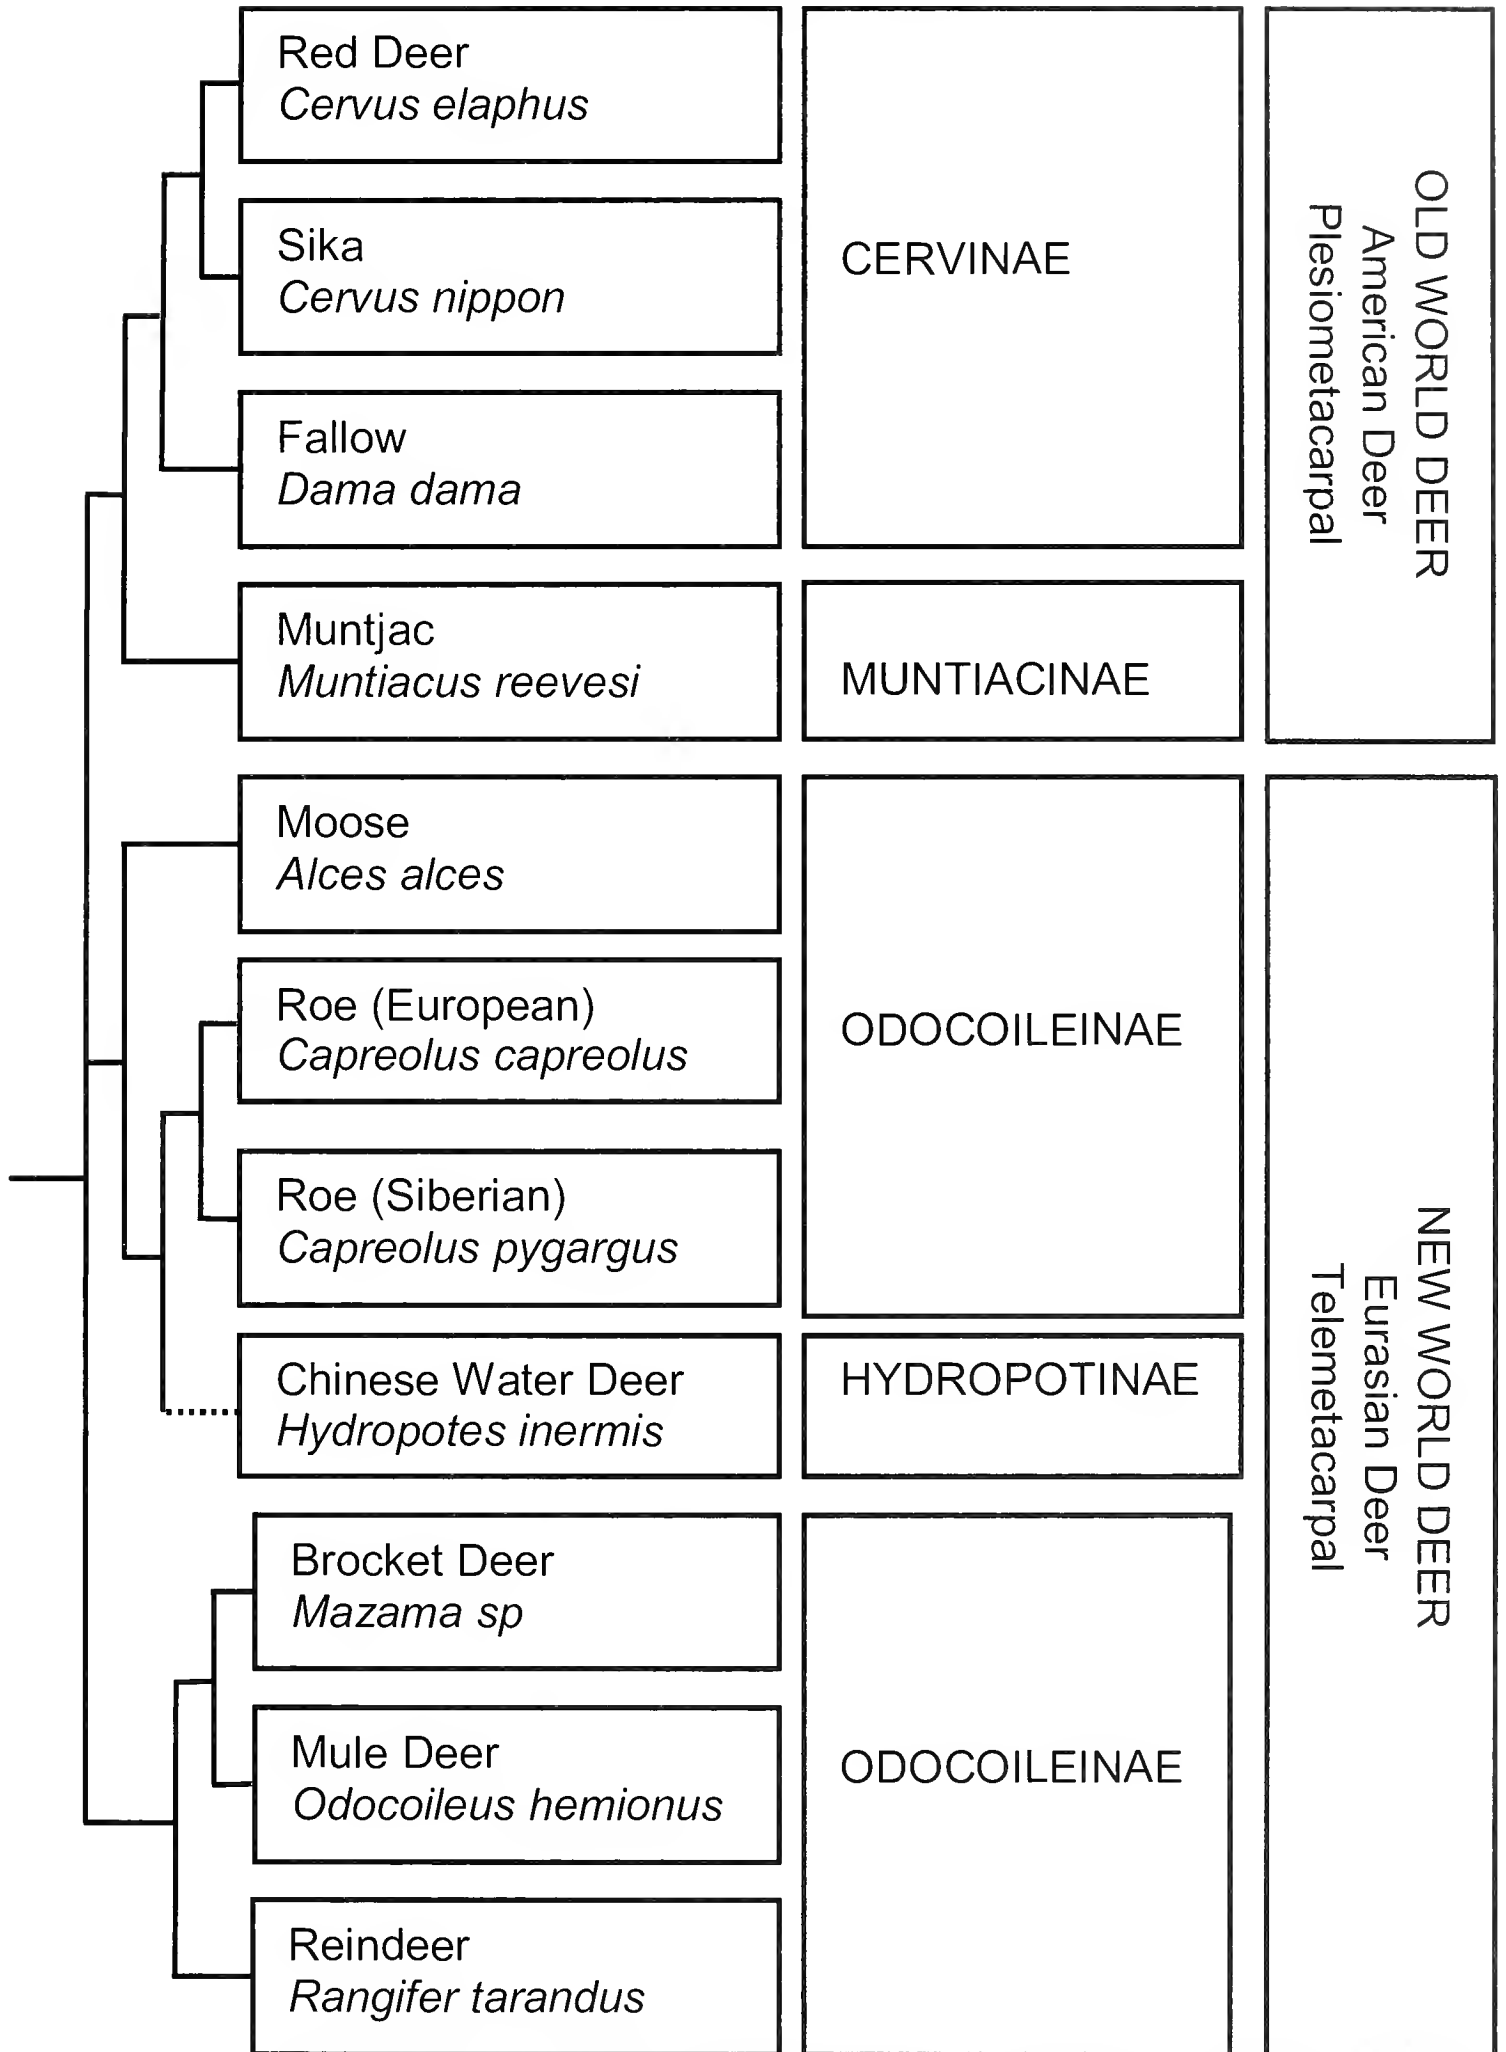 Red Deer
Cervus elaphus
Sika
Cervus nippon
Fallow
Dama dama
CERVINAE
Muntjac
Muntiacus reevesi
MUNTIACINAE
OLD WORLD DEER
American Deer
Plesiometacarpal
Moose
Alces alces
Roe (European)
Capreolus capreolus
Roe (Siberian)
Capreolus pygargus
ODOCOILEINAE
Chinese Water Deer
Hydropotes inermis
HYDROPOTINAE
Brocket Deer
Mazama sp
Mule Deer
Odocoileus hemionus
Reindeer
Rangifer tarandus
ODOCOILEINAE
NEW WORLD DEER
Eurasian Deer
Telemetacarpal